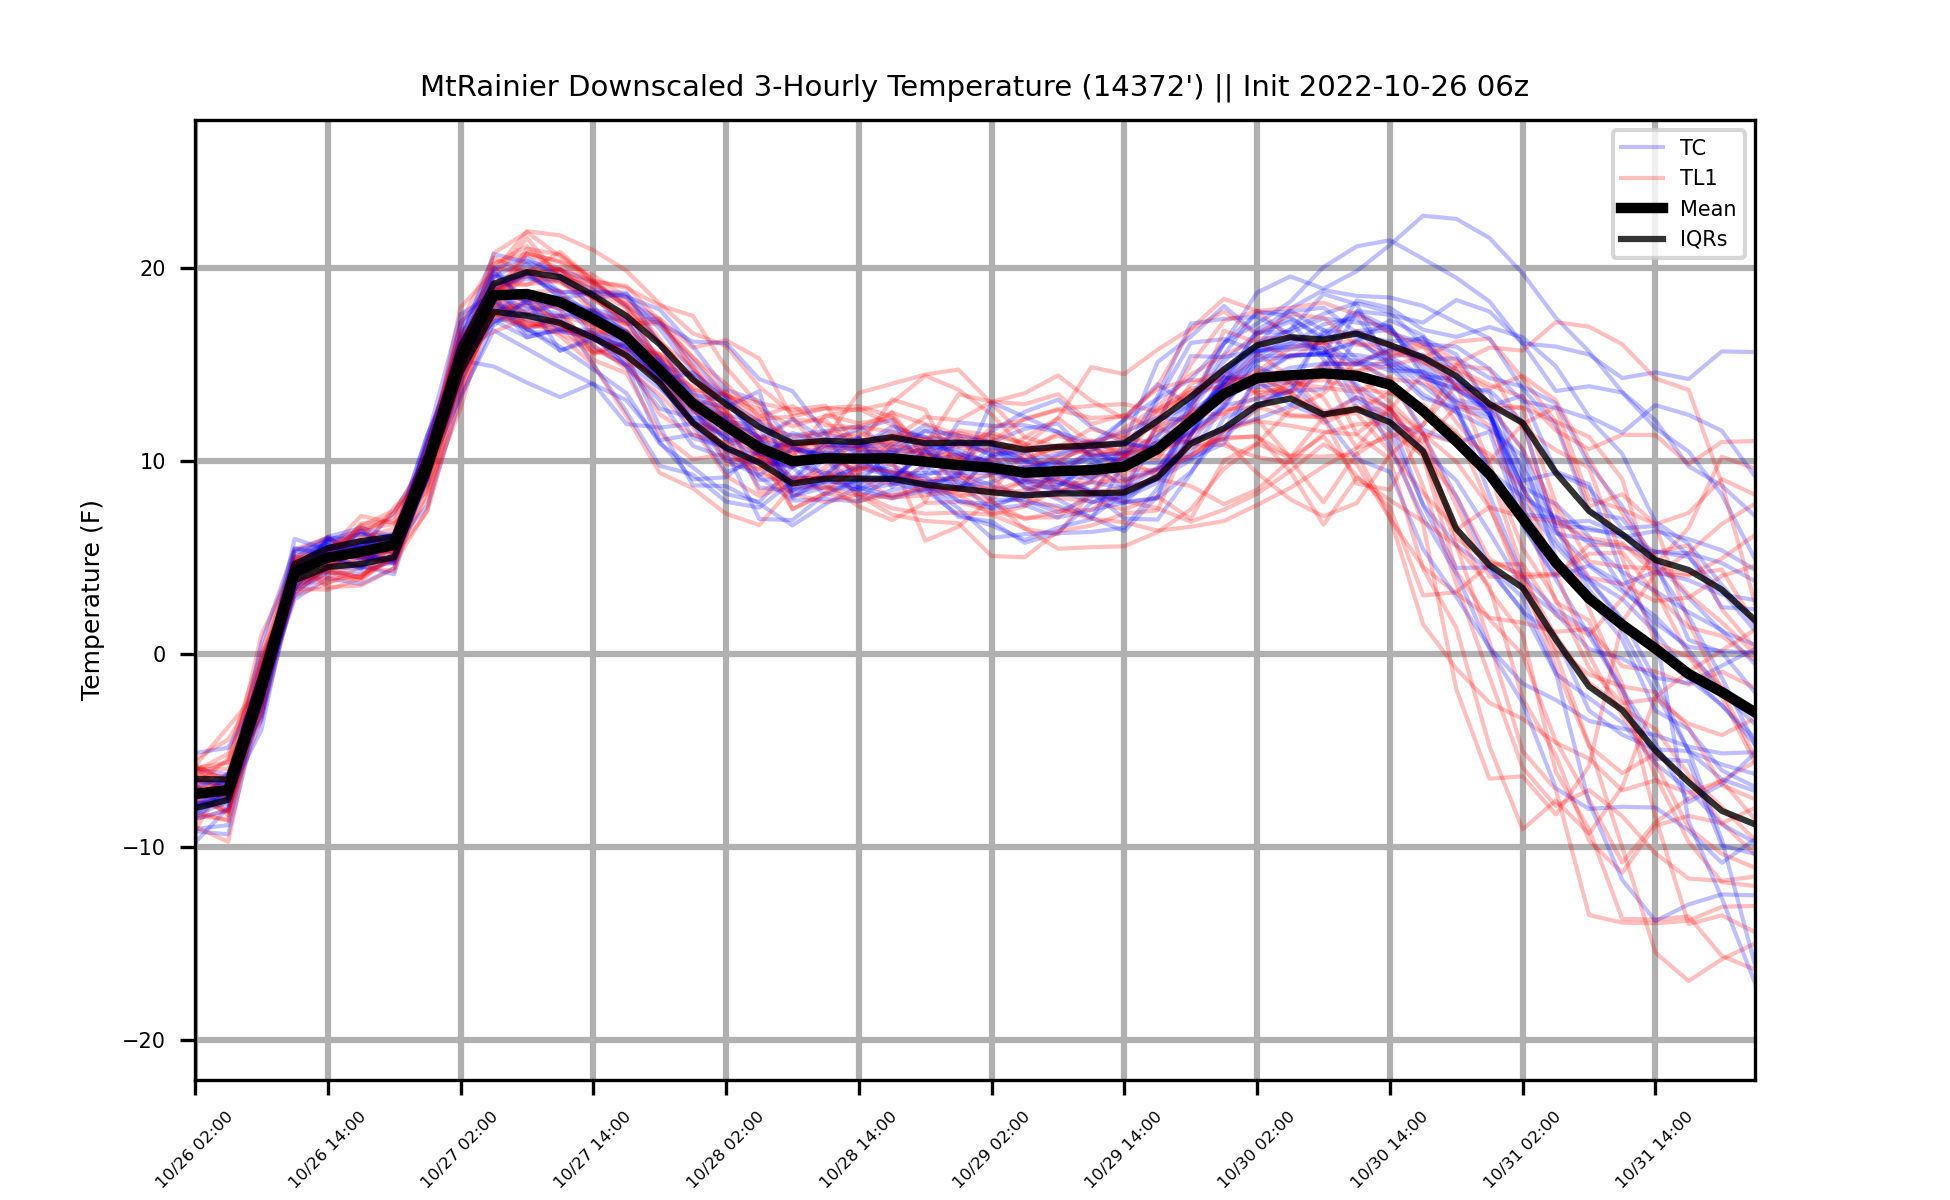 MtRainier Downscaled 3-Hourly Temperature (14372') || Init 2022-10-26 06z
TC
TL1
Mean
IQRs
Temperature (F)
20
10
0
−10
−20
10/26 02:00
10/26 14:00
10/27 02:00
10/27 14:00
10/28 02:00
10/28 14:00
10/29 02:00
10/29 14:00
10/30 02:00
10/30 14:00
10/31 02:00
10/31 14:00